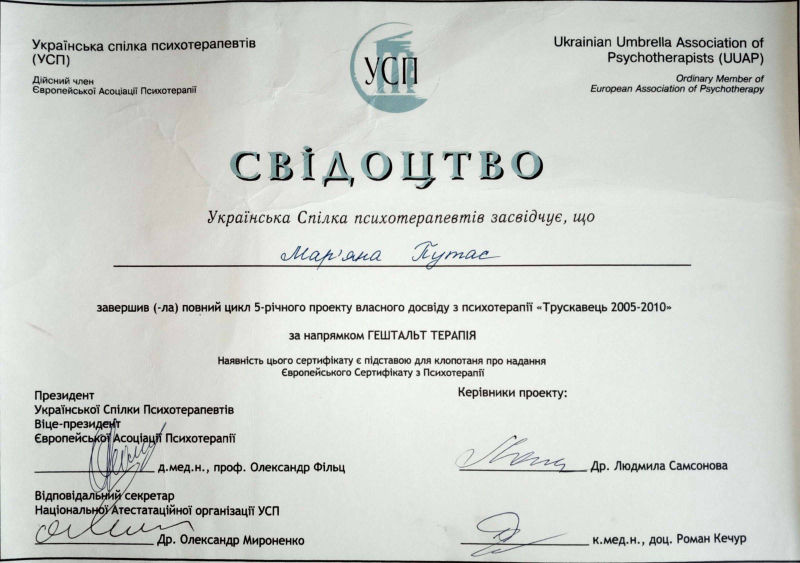 Українська спілка психотерапевтів
(УСП)
Дійсний член
Європейської Асоціації Психотерапії
УСП
Ukrainian Umbrella Association of
Psychotherapists (UUAP)
Ordinary Member of
European Association of Psychotherapy
СВІДОЦТВО
Українська Спілка психотерапевтів засвідчує, що
Мар'яна Путас
завершив (-ла) повний цикл 5-річного проекту власного досвіду з психотерапії «Трускавець 2005-2010»
за напрямком ГЕШТАЛЬТ ТЕРАПІЯ
Наявність цього сертифікату є підставою для клопотаня про надання
Європейського Сертифікату з Психотерапії
Президент
Української Спілки Психотерапевтів
Віце-президент
Європейської Асоціації Психотерапії
д.мед.н., проф. Олександр Фільц
Відповідальний секретар
Національної Атестаційної організації УСП
Др. Олександр Мироненко
Керівники проекту:
Др. Людмила Самсонова
к.мед.н., доц. Роман Кечур